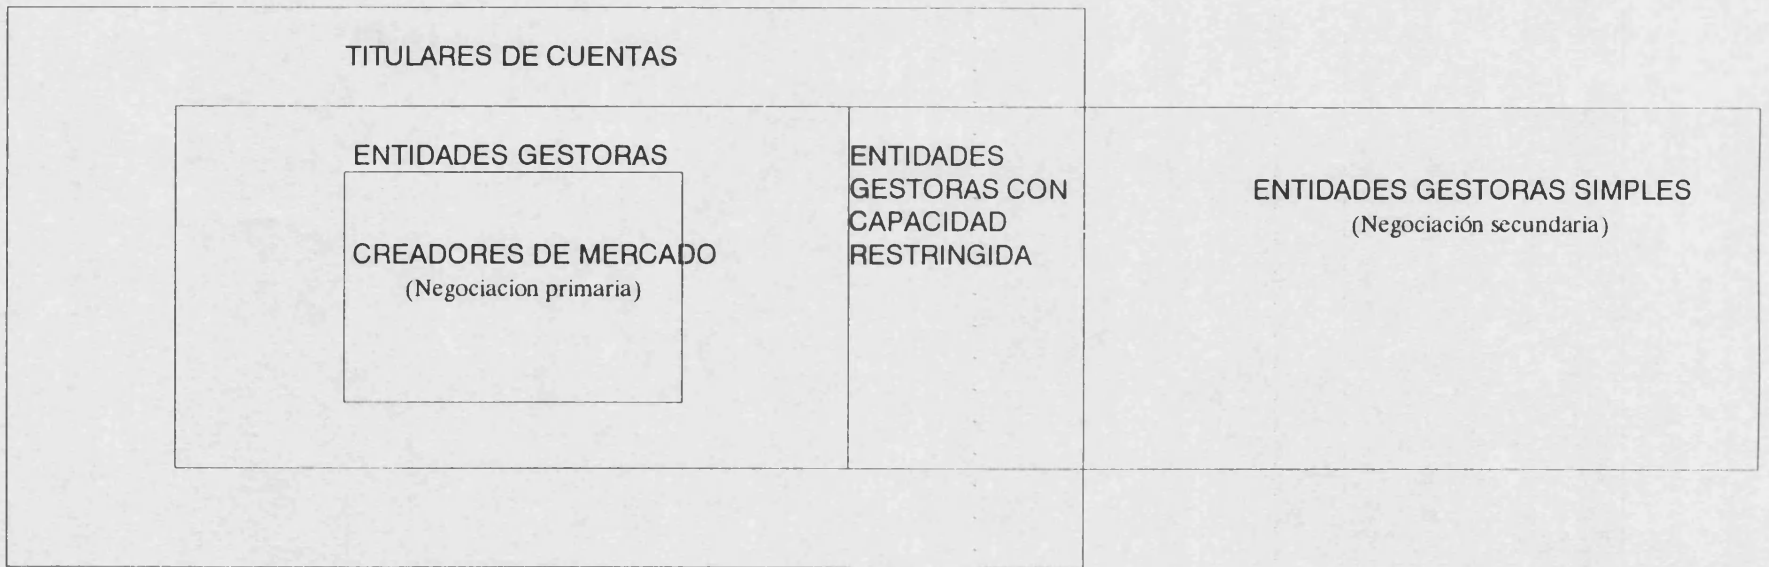 TITULARES DE CUENTAS
ENTIDADES GESTORAS
CREADORES DE MERCADO
(Negociacion primaria)
ENTIDADES
GESTORAS CON
CAPACIDAD
RESTRINGIDA
ENTIDADES GESTORAS SIMPLES
(Negociación secundaria)